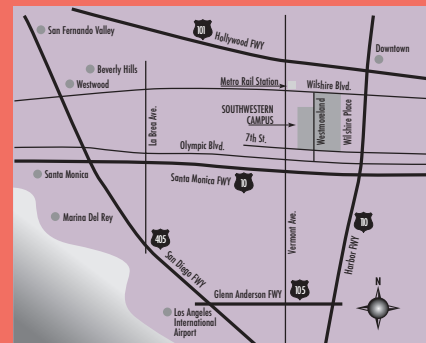 San Fernando Valley
101
Hollywood FWY
Downtown
Beverly Hills
Westwood
Metro Rail Station
Wilshire Blvd.
La Brea Ave.
SOUTHWESTERN
CAMPUS
Westmoreland
Wilshire Place
7th St.
Olympic Blvd.
Santa Monica
Santa Monica FWY
10
Marina Del Rey
Vermont Ave.
110
Harbor FWY
405
San Diego FWY
105
Glenn Anderson FWY
N
Los Angeles
International
Airport